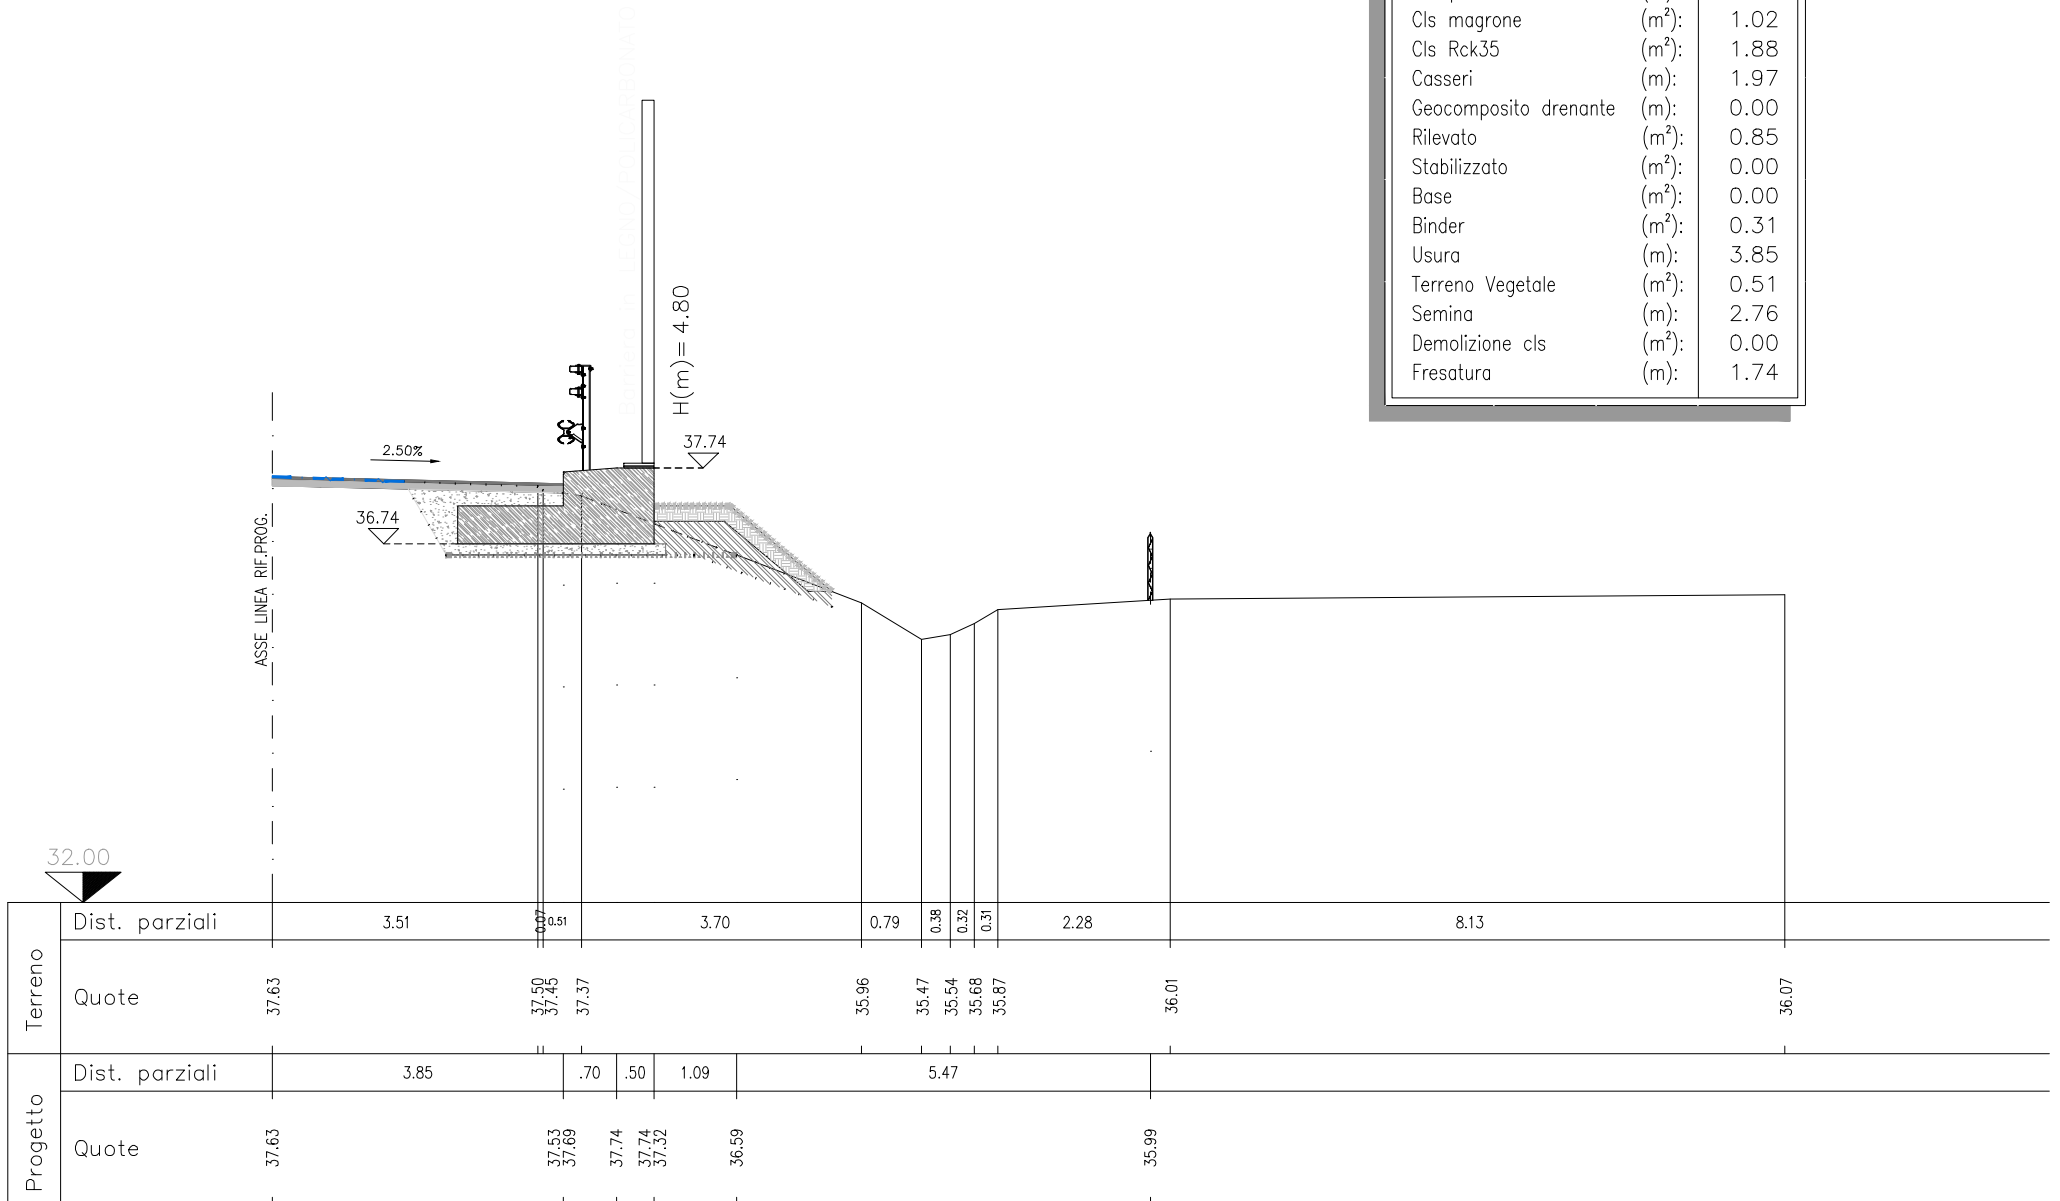 Cls magrone (m²): 1.02
Cls Rck35 (m²): 1.88
Casseri (m): 1.97
Geocomposito drenante (m): 0.00
Rilevato (m²): 0.85
Stabilizzato (m²): 0.00
Base (m²): 0.00
Binder (m²): 0.31
Usura (m): 3.85
Terreno Vegetale (m²): 0.51
Semina (m): 2.76
Demolizione cls (m²): 0.00
Fresatura (m): 1.74
H(m)= 4.80
37.74
2.50%
36.74
ASSE LINEA RIF.PROG.
32.00
Terreno
Dist. parziali 3.51 0.07 0.51 3.70 0.79 0.38 0.32 0.31 2.28 8.13
Quote 37.63 37.50 37.45 37.37 35.96 35.47 35.54 35.68 35.87 36.01 36.07
Progetto
Dist. parziali 3.85 .70 .50 1.09 5.47
Quote 37.63 37.53 37.69 37.74 37.74 37.32 36.59 35.99